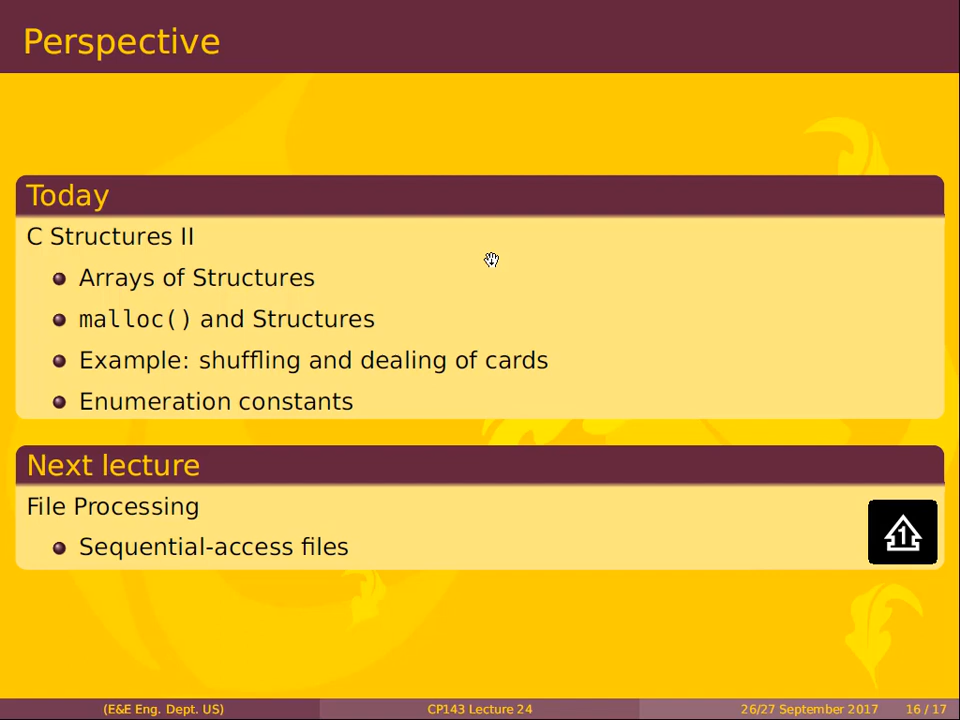 Perspective
Today
C Structures II
Arrays of Structures
malloc() and Structures
Example: shuffling and dealing of cards
Enumeration constants
Next lecture
File Processing
Sequential-access files
1
(E&E Eng. Dept. US) CP143 Lecture 24 26/27 September 2017 16 / 17